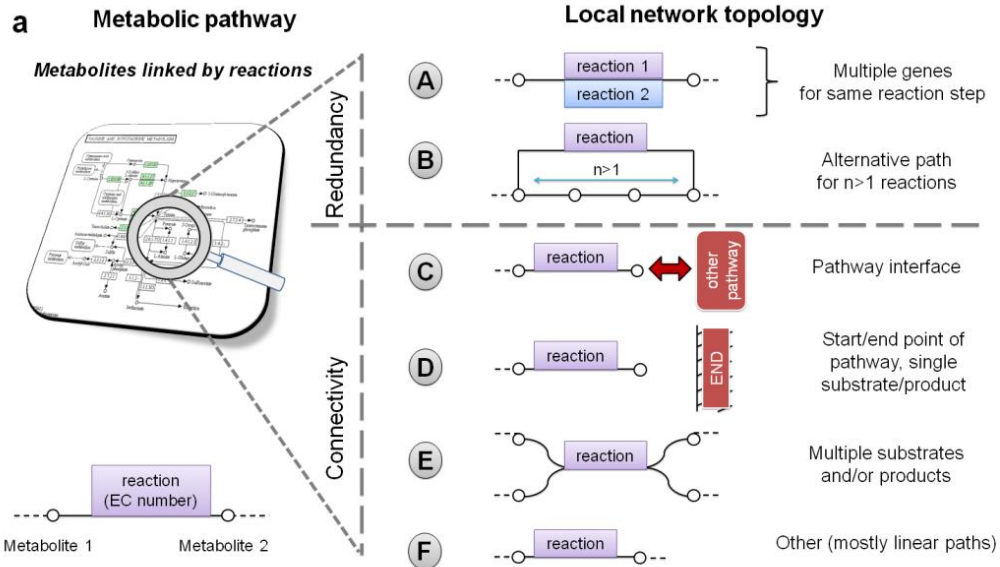 a
Metabolic pathway
Local network topology
Metabolites linked by reactions
Redundancy
A
reaction 1
reaction 2
Multiple genes
for same reaction step
B
reaction
n>1
Alternative path
for n>1 reactions
Connectivity
C
reaction
other
pathway
Pathway interface
D
reaction
END
Start/end point of
pathway, single
substrate/product
E
reaction
Multiple substrates
and/or products
F
reaction
Other (mostly linear paths)
reaction
(EC number)
Metabolite 1
Metabolite 2